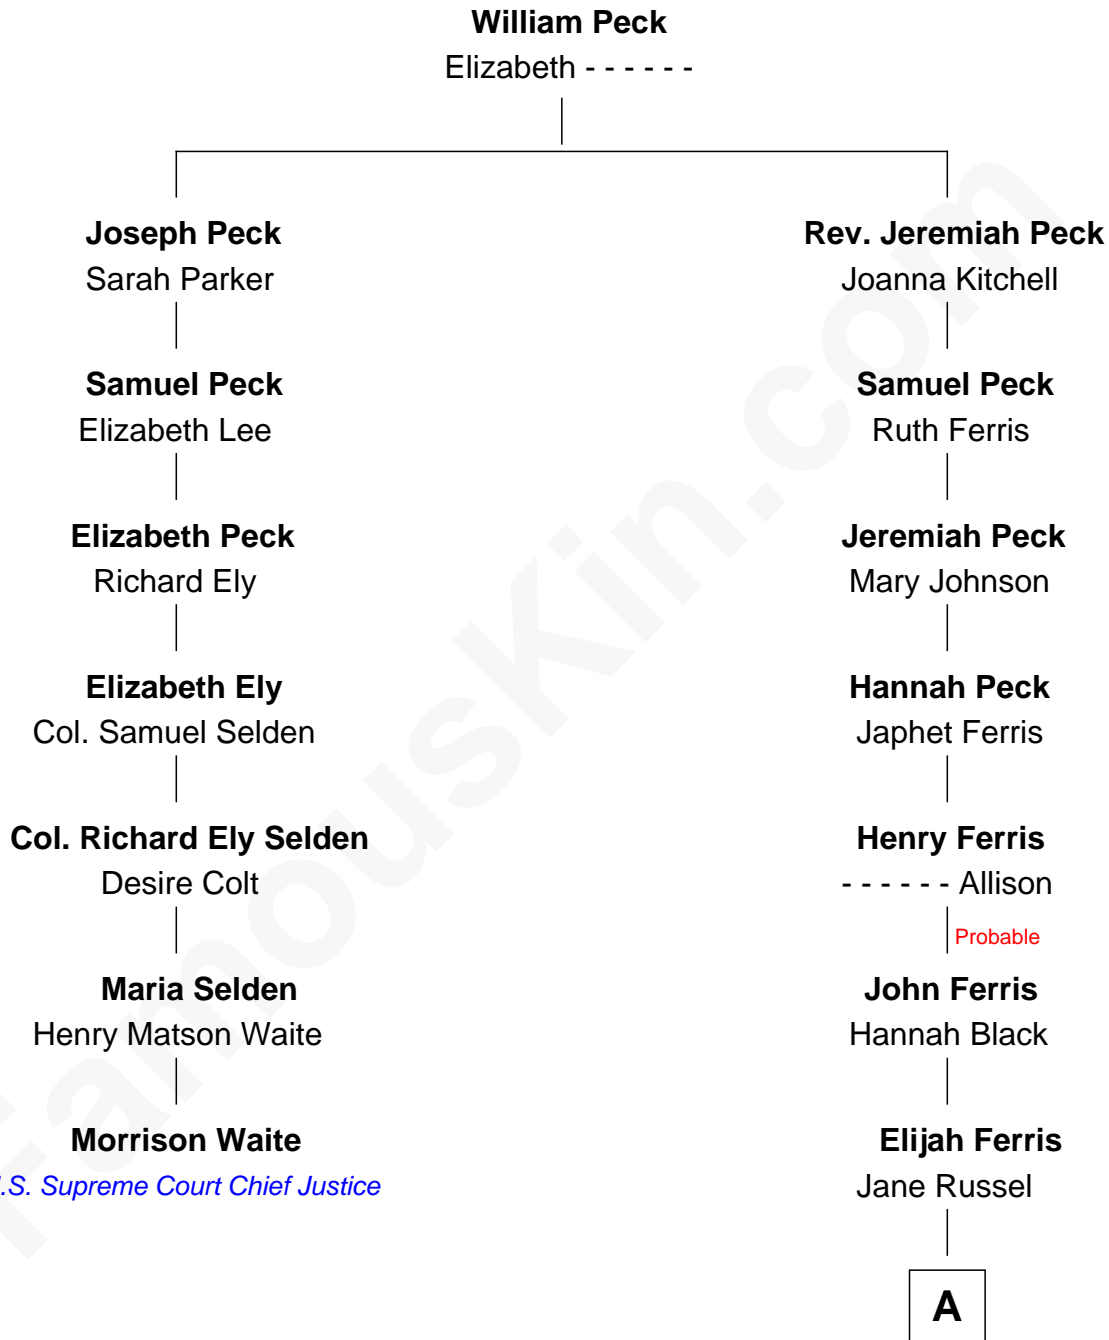 William Peck
Elizabeth - - - - - -
Joseph Peck
Sarah Parker
Rev. Jeremiah Peck
Joanna Kitchell
Samuel Peck
Elizabeth Lee
Samuel Peck
Ruth Ferris
Elizabeth Peck
Richard Ely
Jeremiah Peck
Mary Johnson
Elizabeth Ely
Col. Samuel Selden
Hannah Peck
Japhet Ferris
Col. Richard Ely Selden
Desire Colt
Henry Ferris
- - - - - - Allison
Probable
Maria Selden
Henry Matson Waite
John Ferris
Hannah Black
Morrison Waite
.S. Supreme Court Chief Justice
Elijah Ferris
Jane Russel
A
FamousKin.com